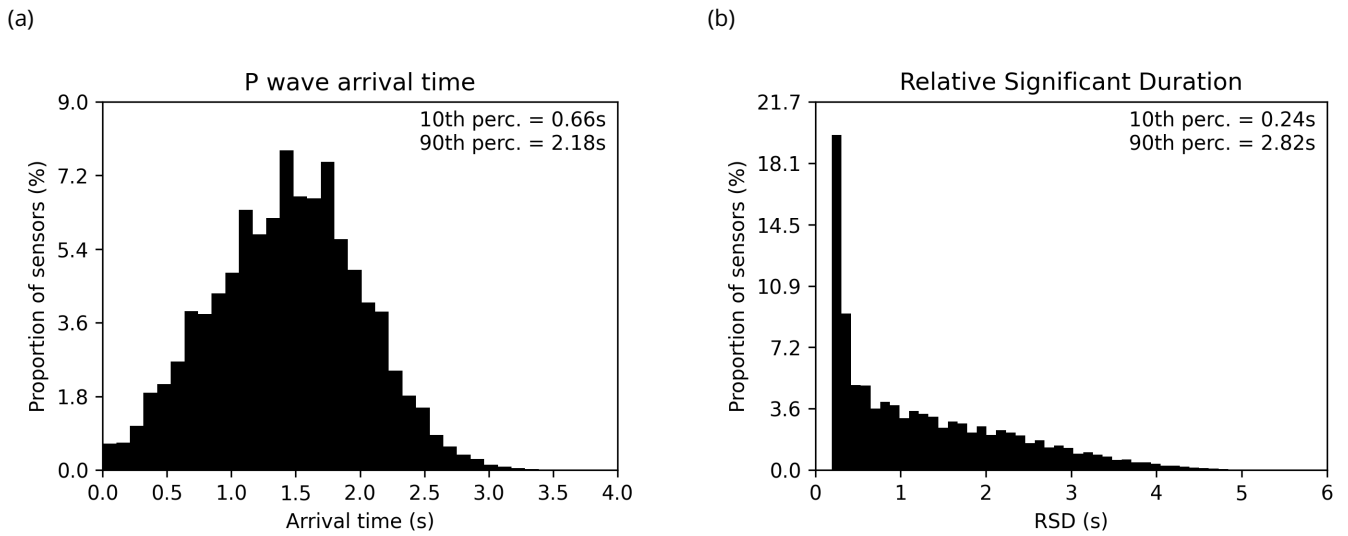 (a)
P wave arrival time
10th perc. = 0.66s
90th perc. = 2.18s
Proportion of sensors (%)
9.0
7.2
5.4
3.6
1.8
0.0
0.0 0.5 1.0 1.5 2.0 2.5 3.0 3.5 4.0
Arrival time (s)
(b)
Relative Significant Duration
10th perc. = 0.24s
90th perc. = 2.82s
Proportion of sensors (%)
21.7
18.1
14.5
10.9
7.2
3.6
0.0
0 1 2 3 4 5 6
RSD (s)